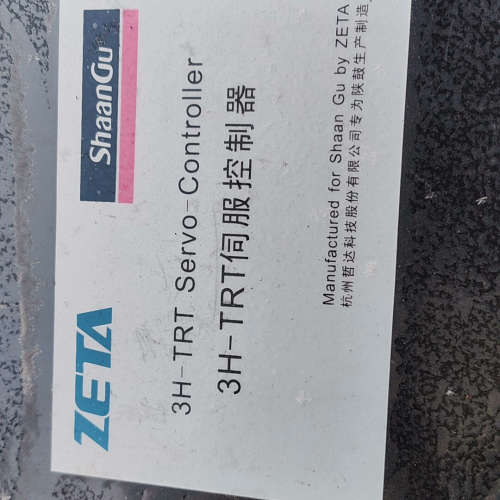 ZETA ShaanGu
3H-TRT Servo-Controller
3H-TRT伺服控制器
Manufactured for Shaan Gu by ZETA
杭州哲达科技股份有限公司专为陕鼓生产制造